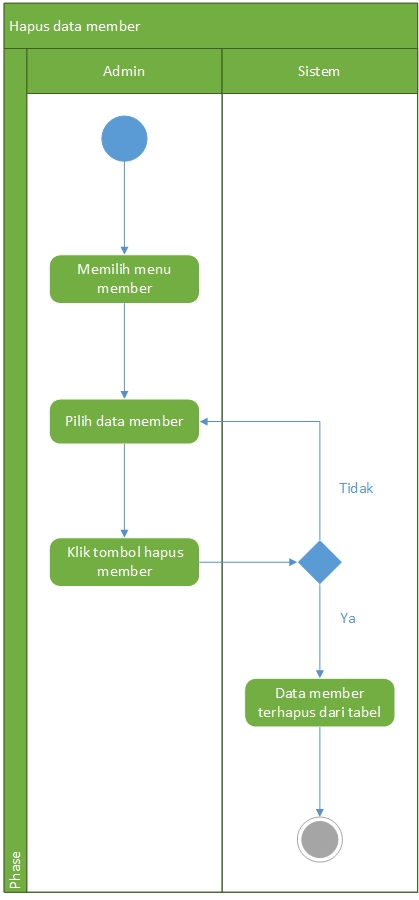 Hapus data member
Admin
Sistem
Memilih menu
member
Pilih data member
Tidak
Klik tombol hapus
member
Ya
Data member
terhapus dari tabel
Phase